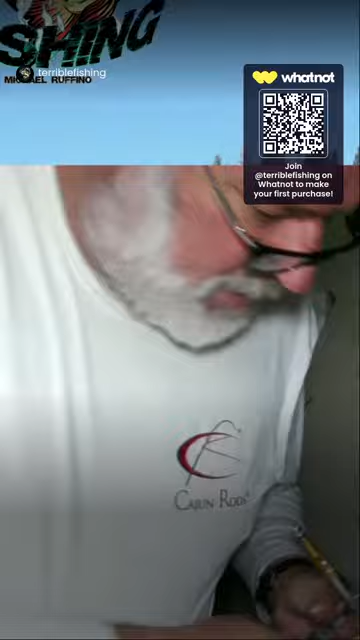 SHING
MICHAEL RUFFINO
terriblefishing
whatnot
Join
@terriblefishing on
Whatnot to make
your first purchase!
CAJUN RODS